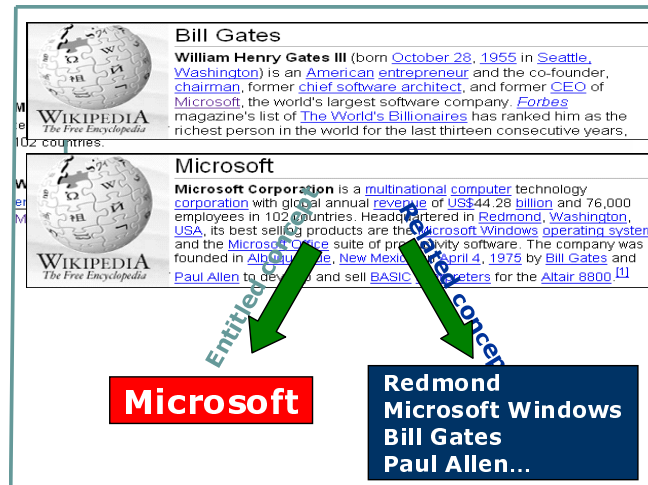 Bill Gates
William Henry Gates III (born October 28, 1955 in Seattle,
Washington) is an American entrepreneur and the co-founder,
chairman, former chief software architect, and former CEO of
Microsoft, the world's largest software company. Forbes
magazine's list of The World's Billionaires has ranked him as the
richest person in the world for the last thirteen consecutive years,
WIKIPEDIA
The Free Encyclopedia
102 countries.
Microsoft
Microsoft Corporation is a multinational computer technology
corporation with global annual revenue of US$44.28 billion and 76,000
employees in 102 countries. Headquartered in Redmond, Washington,
USA, its best selling products are the Microsoft Windows operating system
and the Microsoft Office suite of productivity software. The company was
founded in Albuquerque, New Mexico April 4, 1975 by Bill Gates and
Paul Allen to develop and sell BASIC interpreters for the Altair 8800.[1]
WIKIPEDIA
The Free Encyclopedia
Entitled concept
Related concep
Microsoft
Redmond
Microsoft Windows
Bill Gates
Paul Allen...